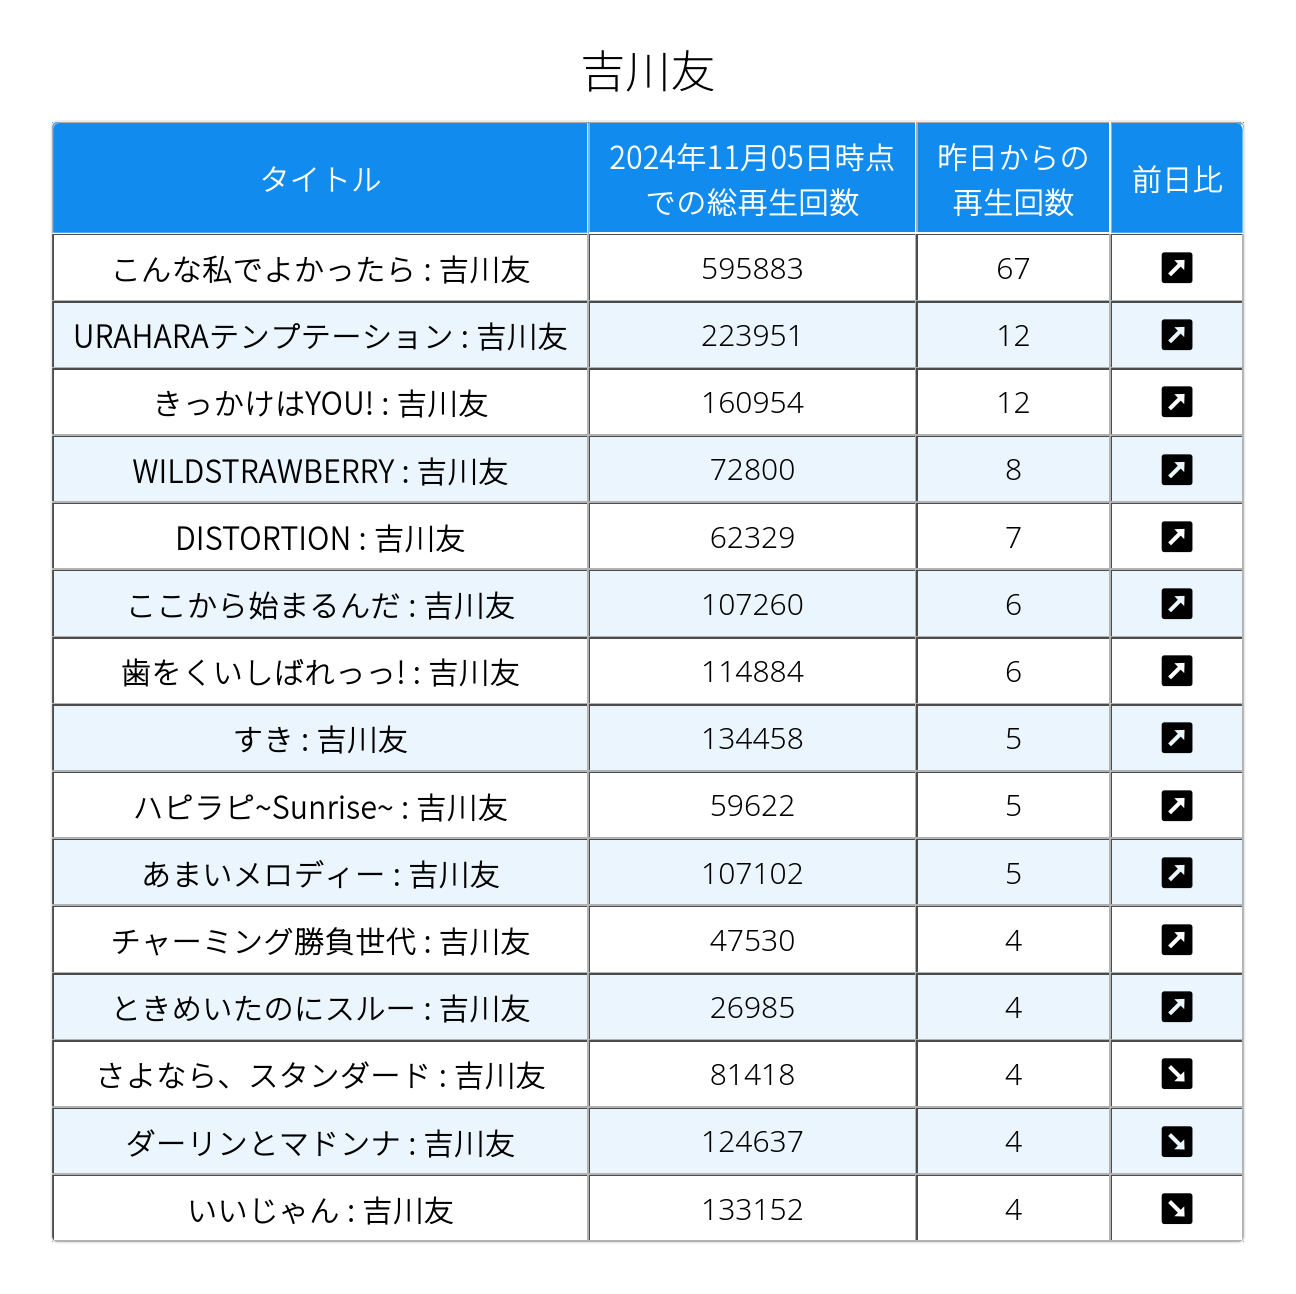 吉川友
タイトル
2024年11月05日時点
での総再生回数
昨日からの
再生回数
前日比
こんな私でよかったら : 吉川友 595883 67
URAHARAテンプテーション : 吉川友 223951 12
きっかけはYOU! : 吉川友 160954 12
WILDSTRAWBERRY : 吉川友 72800 8
DISTORTION : 吉川友 62329 7
ここから始まるんだ : 吉川友 107260 6
歯をくいしばれっっ! : 吉川友 114884 6
すき : 吉川友 134458 5
ハピラピ~Sunrise~ : 吉川友 59622 5
あまいメロディー : 吉川友 107102 5
チャーミング勝負世代 : 吉川友 47530 4
ときめいたのにスルー : 吉川友 26985 4
さよなら、スタンダード : 吉川友 81418 4
ダーリンとマドンナ : 吉川友 124637 4
いいじゃん : 吉川友 133152 4